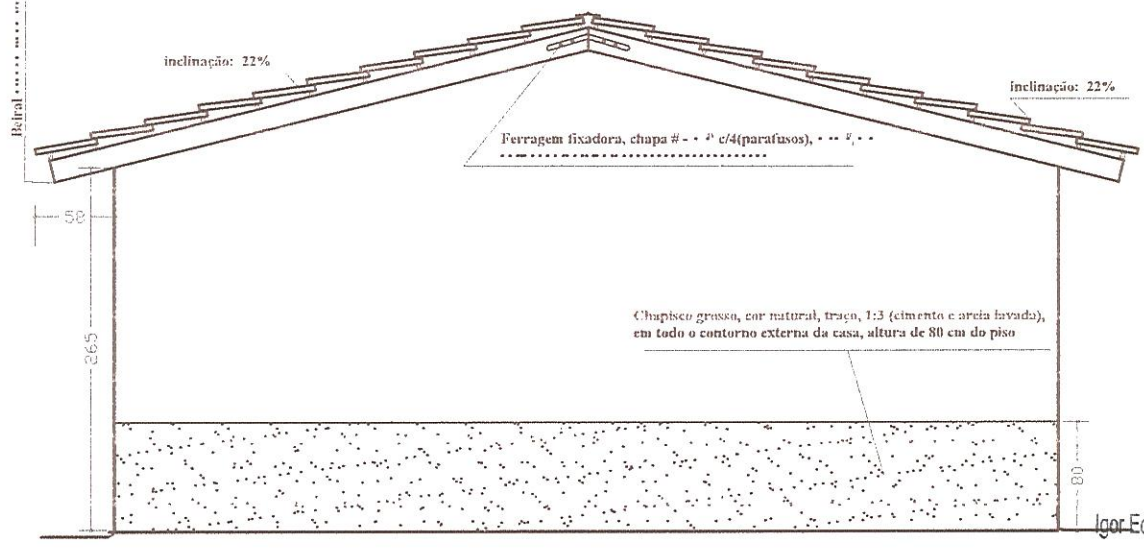 Beiral
inclinação: 22%
inclinação: 22%
Ferragem fixadora, chapa # c/4(parafusos),
50
265
Chapisco grosso, cor natural, traço, 1:3 (cimento e areia lavada),
em todo o contorno externa da casa, altura de 80 cm do piso
80
Igor